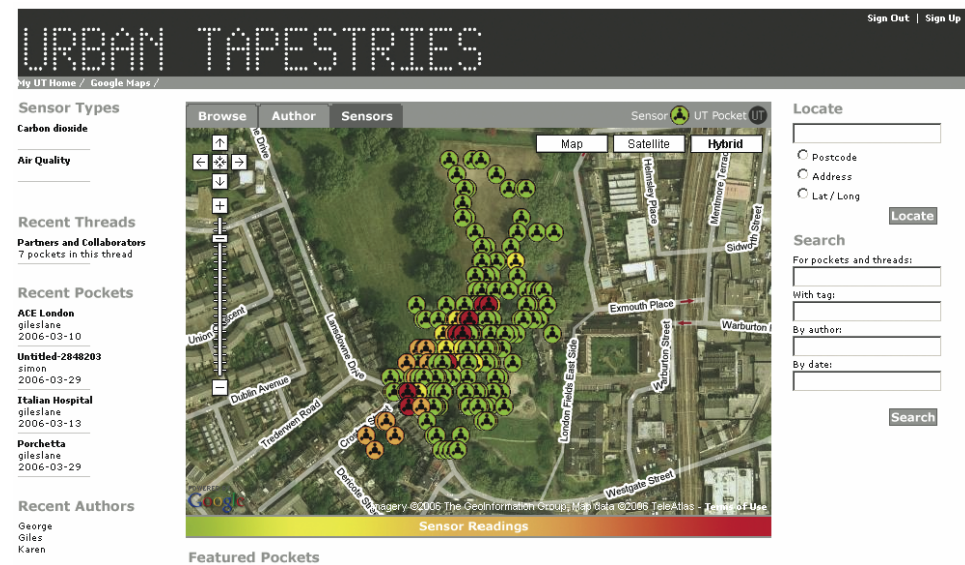 Sign Out | Sign Up
URBAN TAPESTRIES
My UT Home / Google Maps /
Sensor Types
Carbon dioxide
Air Quality
Recent Threads
Partners and Collaborators
7 pockets in this thread
Recent Pockets
ACE London
gileslane
2006-03-10
Untitled-2848203
simon
2006-03-29
Italian Hospital
gileslane
2006-03-13
Porchetta
gileslane
2006-03-29
Recent Authors
George
Giles
Karen
Browse Author Sensors
Sensor UT Pocket UT
Map Satellite Hybrid
Helmsley Place
Mentmore Terrac
Sidworth Street
Exmouth Place
Warburton
Warburton Street
London Fields East Side
Lansdowne Drive
Union Crescent
Dublin Avenue
Trederwen Road
Westgate Street
Google
Imagery ©2006 The GeoInformation Group, Map data ©2006 TeleAtlas - Terms of Use
Sensor Readings
Featured Pockets
Locate
Postcode
Address
Lat / Long
Locate
Search
For pockets and threads:
With tag:
By author:
By date:
Search